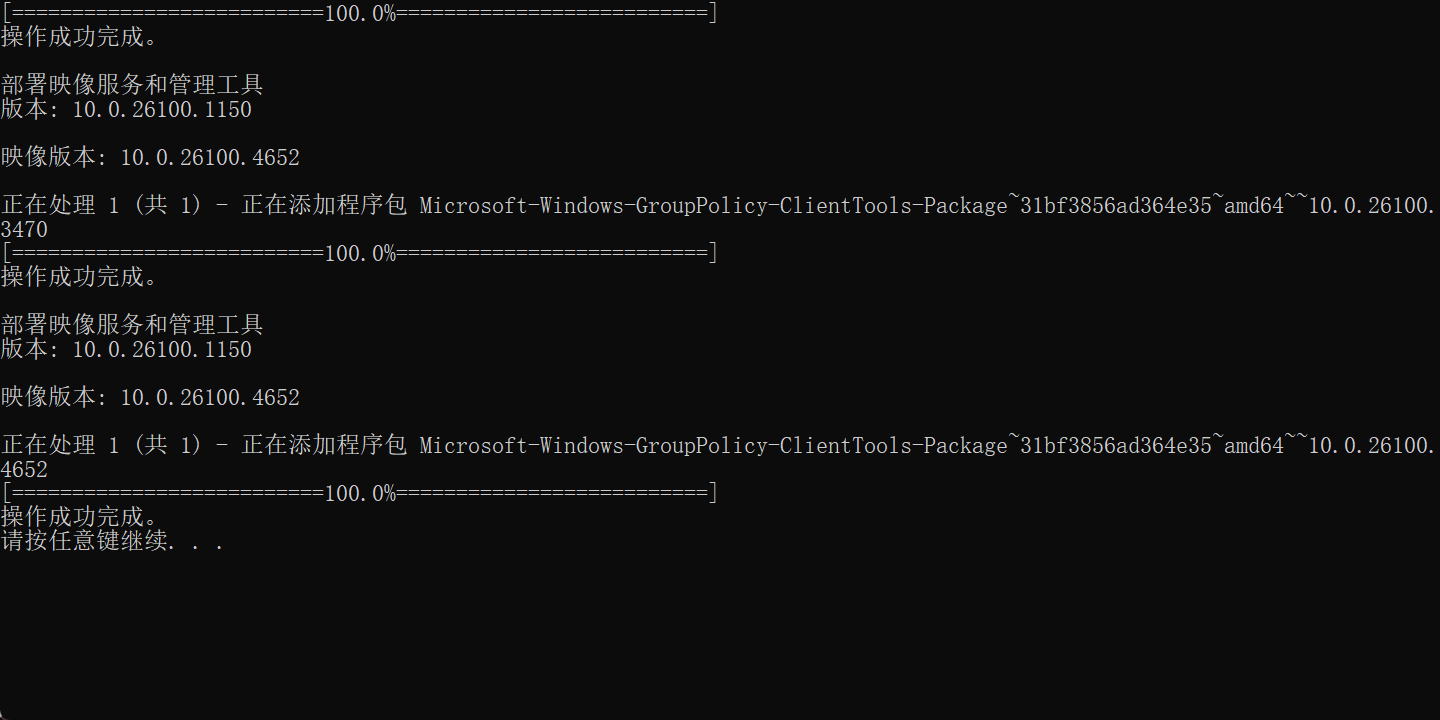 [==========================100.0%==========================]
操作成功完成。
部署映像服务和管理工具
版本: 10.0.26100.1150
映像版本: 10.0.26100.4652
正在处理 1 (共 1) - 正在添加程序包 Microsoft-Windows-GroupPolicy-ClientTools-Package~31bf3856ad364e35~amd64~~10.0.26100.
3470
[==========================100.0%==========================]
操作成功完成。
部署映像服务和管理工具
版本: 10.0.26100.1150
映像版本: 10.0.26100.4652
正在处理 1 (共 1) - 正在添加程序包 Microsoft-Windows-GroupPolicy-ClientTools-Package~31bf3856ad364e35~amd64~~10.0.26100.
4652
[==========================100.0%==========================]
操作成功完成。
请按任意键继续. . .